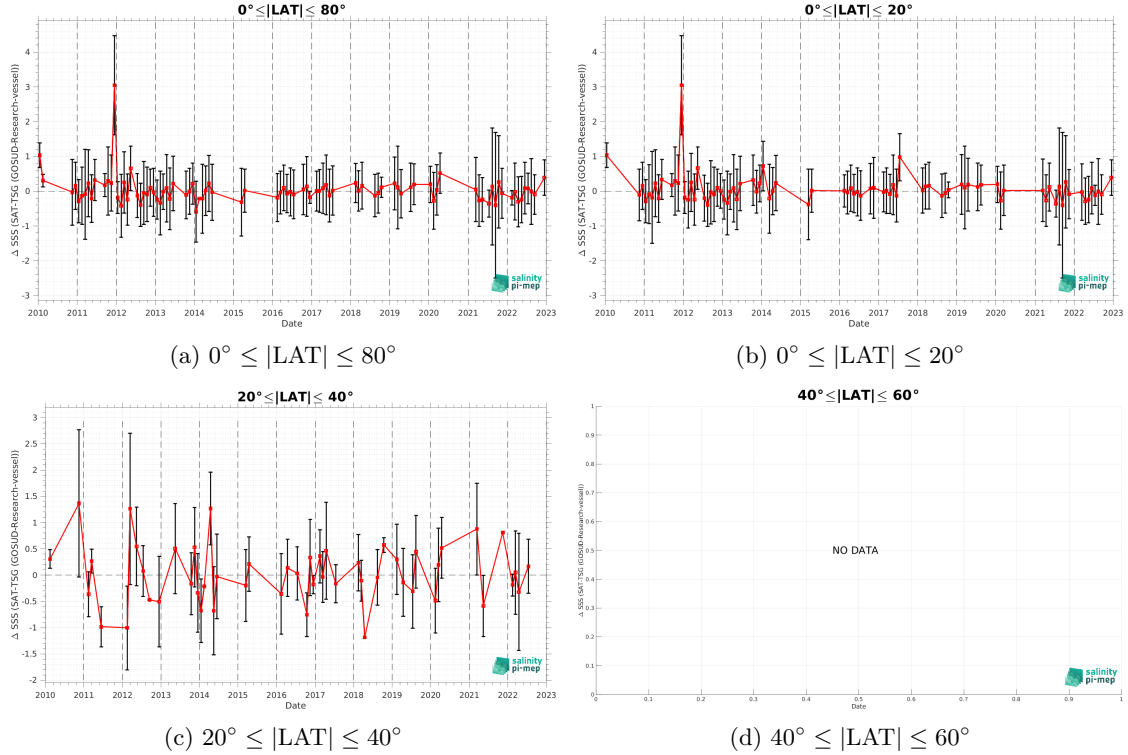 0°≤|LAT|≤ 80°
Δ SSS (SAT-TSG (GOSUD-Research-vessel))
4
3
2
1
0
-1
-2
-3
2010 2011 2012 2013 2014 2015 2016 2017 2018 2019 2020 2021 2022 2023
Date
salinity
pi-mep
(a) 0° ≤ |LAT| ≤ 80°
0°≤|LAT|≤ 20°
Δ SSS (SAT-TSG (GOSUD-Research-vessel))
4
3
2
1
0
-1
-2
-3
2010 2011 2012 2013 2014 2015 2016 2017 2018 2019 2020 2021 2022 2023
Date
salinity
pi-mep
(b) 0° ≤ |LAT| ≤ 20°
20°≤|LAT|≤ 40°
Δ SSS (SAT-TSG (GOSUD-Research-vessel))
3
2.5
2
1.5
1
0.5
0
-0.5
-1
-1.5
-2
2010 2011 2012 2013 2014 2015 2016 2017 2018 2019 2020 2021 2022 2023
Date
salinity
pi-mep
(c) 20° ≤ |LAT| ≤ 40°
40°≤|LAT|≤ 60°
Δ SSS (SAT-TSG (GOSUD-Research-vessel))
1
0.9
0.8
0.7
0.6
0.5
0.4
0.3
0.2
0.1
0
NO DATA
0 0.1 0.2 0.3 0.4 0.5 0.6 0.7 0.8 0.9 1
Date
salinity
pi-mep
(d) 40° ≤ |LAT| ≤ 60°